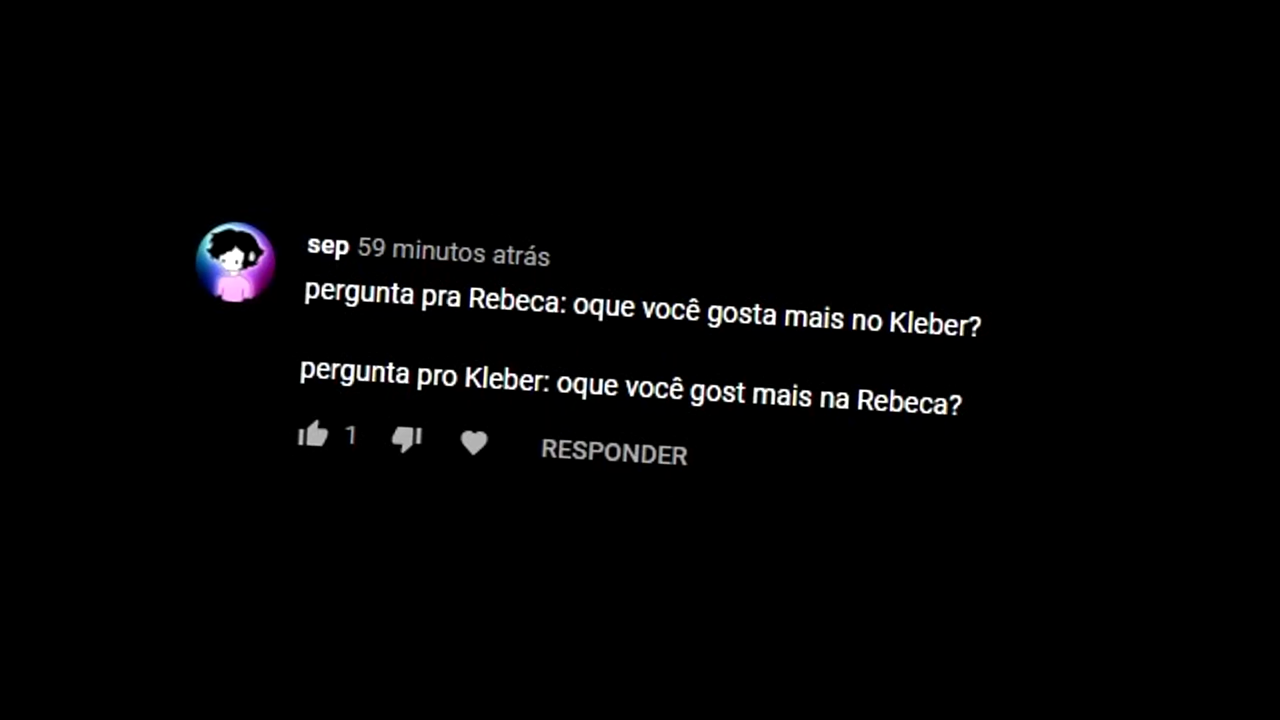 sep 59 minutos atrás
pergunta pra Rebeca: oque você gosta mais no Kleber?
pergunta pro Kleber: oque você gost mais na Rebeca?
1 RESPONDER